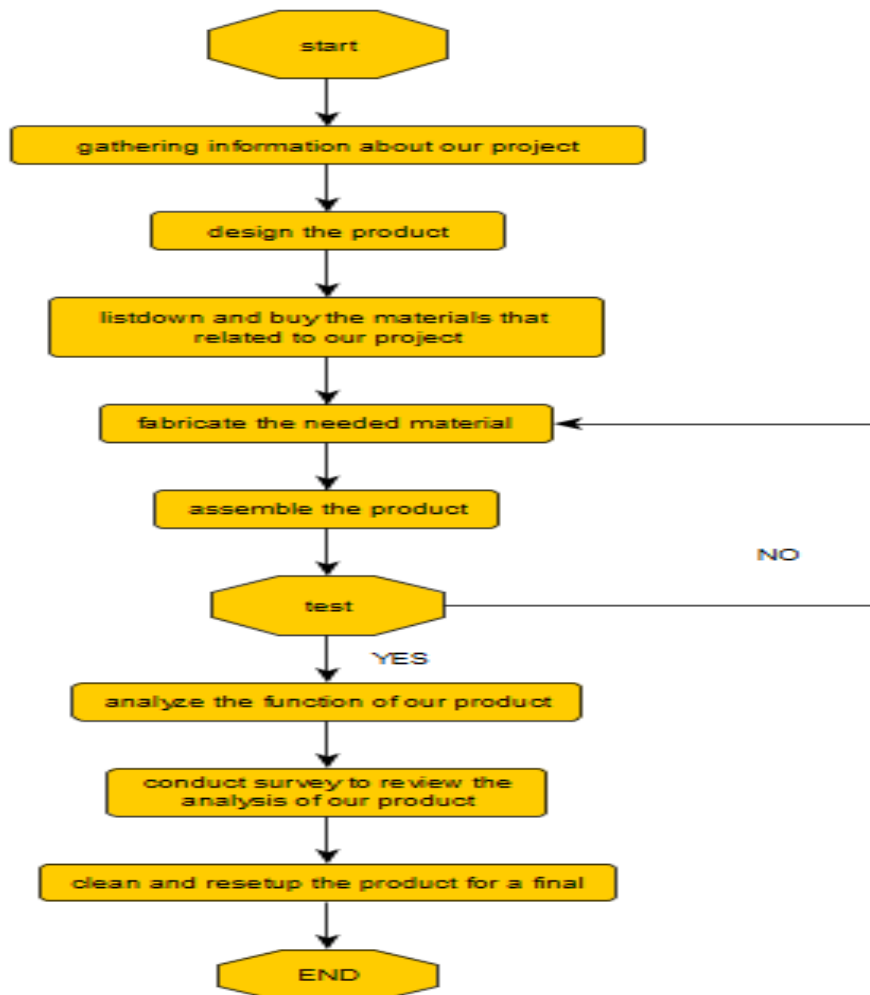 start
gathering information about our project
design the product
listdown and buy the materials that
related to our project
fabricate the needed material
assemble the product
NO
test
YES
analyze the function of our product
conduct survey to review the
analysis of our product
clean and resetup the product for a final
END